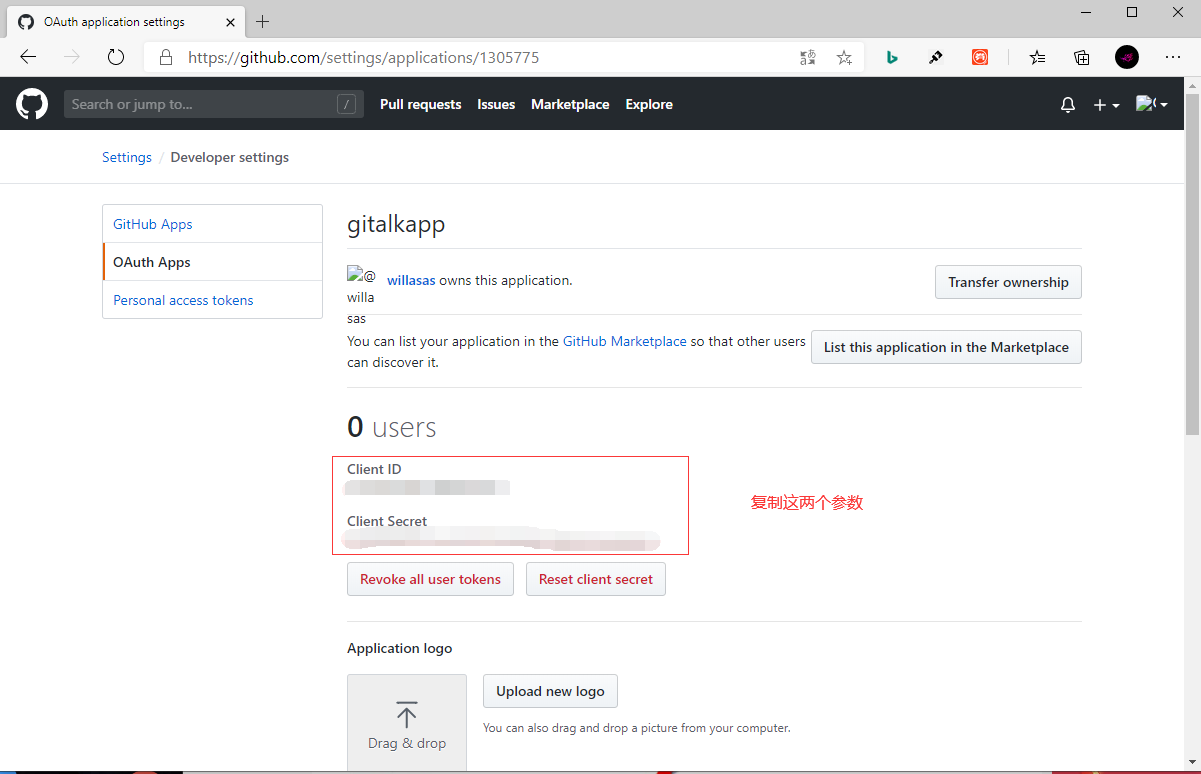 OAuth application settings
https://github.com/settings/applications/1305775
Search or jump to...
/
Pull requests
Issues
Marketplace
Explore
Settings / Developer settings
GitHub Apps
OAuth Apps
Personal access tokens
gitalkapp
@
willa
sas
willasas owns this application.
Transfer ownership
You can list your application in the GitHub Marketplace so that other users
can discover it.
List this application in the Marketplace
0 users
Client ID
Client Secret
复制这两个参数
Revoke all user tokens
Reset client secret
Application logo
Drag & drop
Upload new logo
You can also drag and drop a picture from your computer.